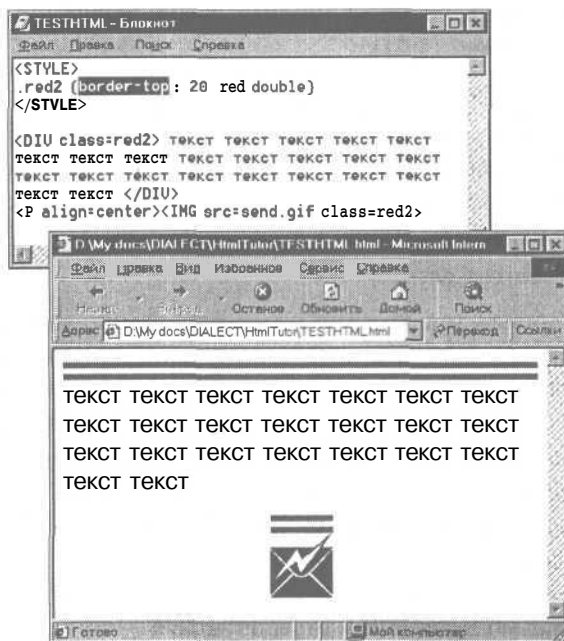 TESTHTML - Блокнот
Файл Правка Поиск Справка
<STYLE>
.red2 {border-top : 20 red double}
</STYLE>
<DIV class=red2> текст текст текст текст текст
текст текст текст текст текст текст текст текст
текст текст текст текст текст текст текст текст
текст текст </DIV>
<P align=center><IMG src=send.gif class=red2>
D:\My docs\DIALECT\HtmlTutor\TESTHTML.html - Microsoft Intern
Файл Правка Вид Избранное Сервис Справка
Назад Останов Обновить Домой Поиск
Адрес D:\My docs\DIALECT\HtmlTutor\TESTHTML.html Переход Ссылки
текст текст текст текст текст текст текст
текст текст текст текст текст текст текст
текст текст текст текст текст текст текст
текст текст
Готово Мой компьютер